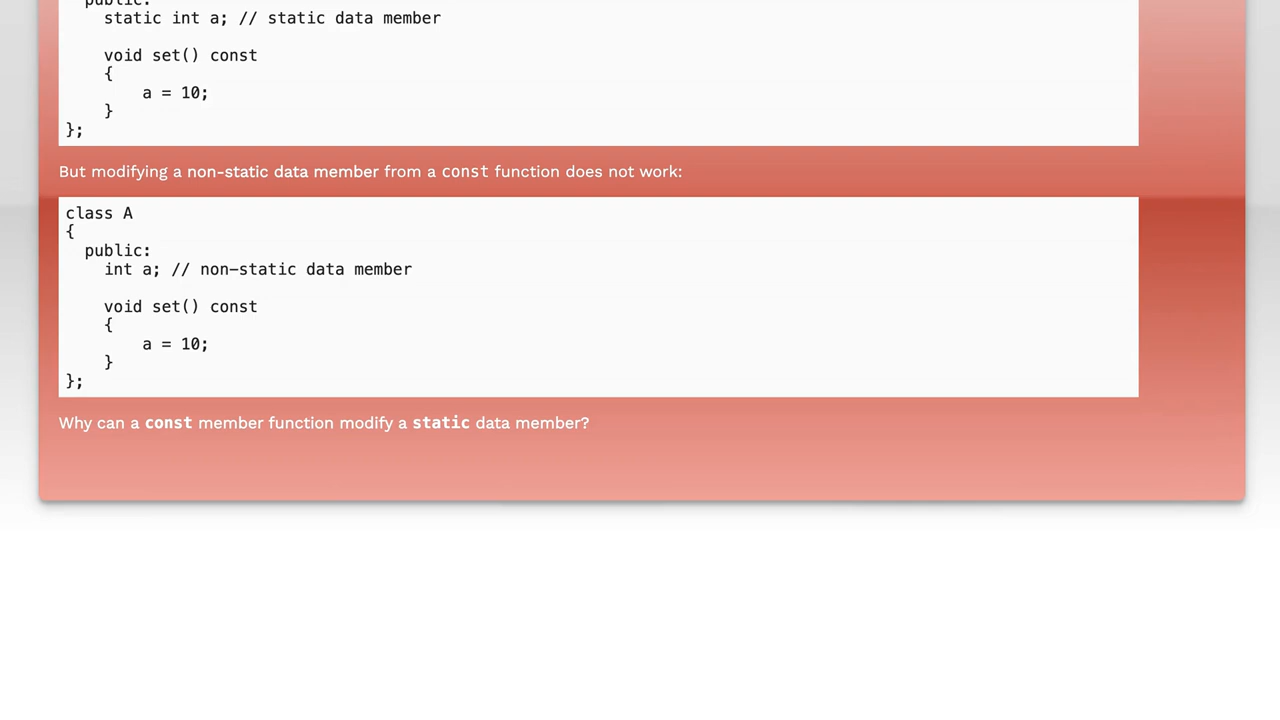 public:
static int a; // static data member
void set() const
{
a = 10;
}
};
But modifying a non-static data member from a const function does not work:
class A
{
public:
int a; // non-static data member
void set() const
{
a = 10;
}
};
Why can a const member function modify a static data member?